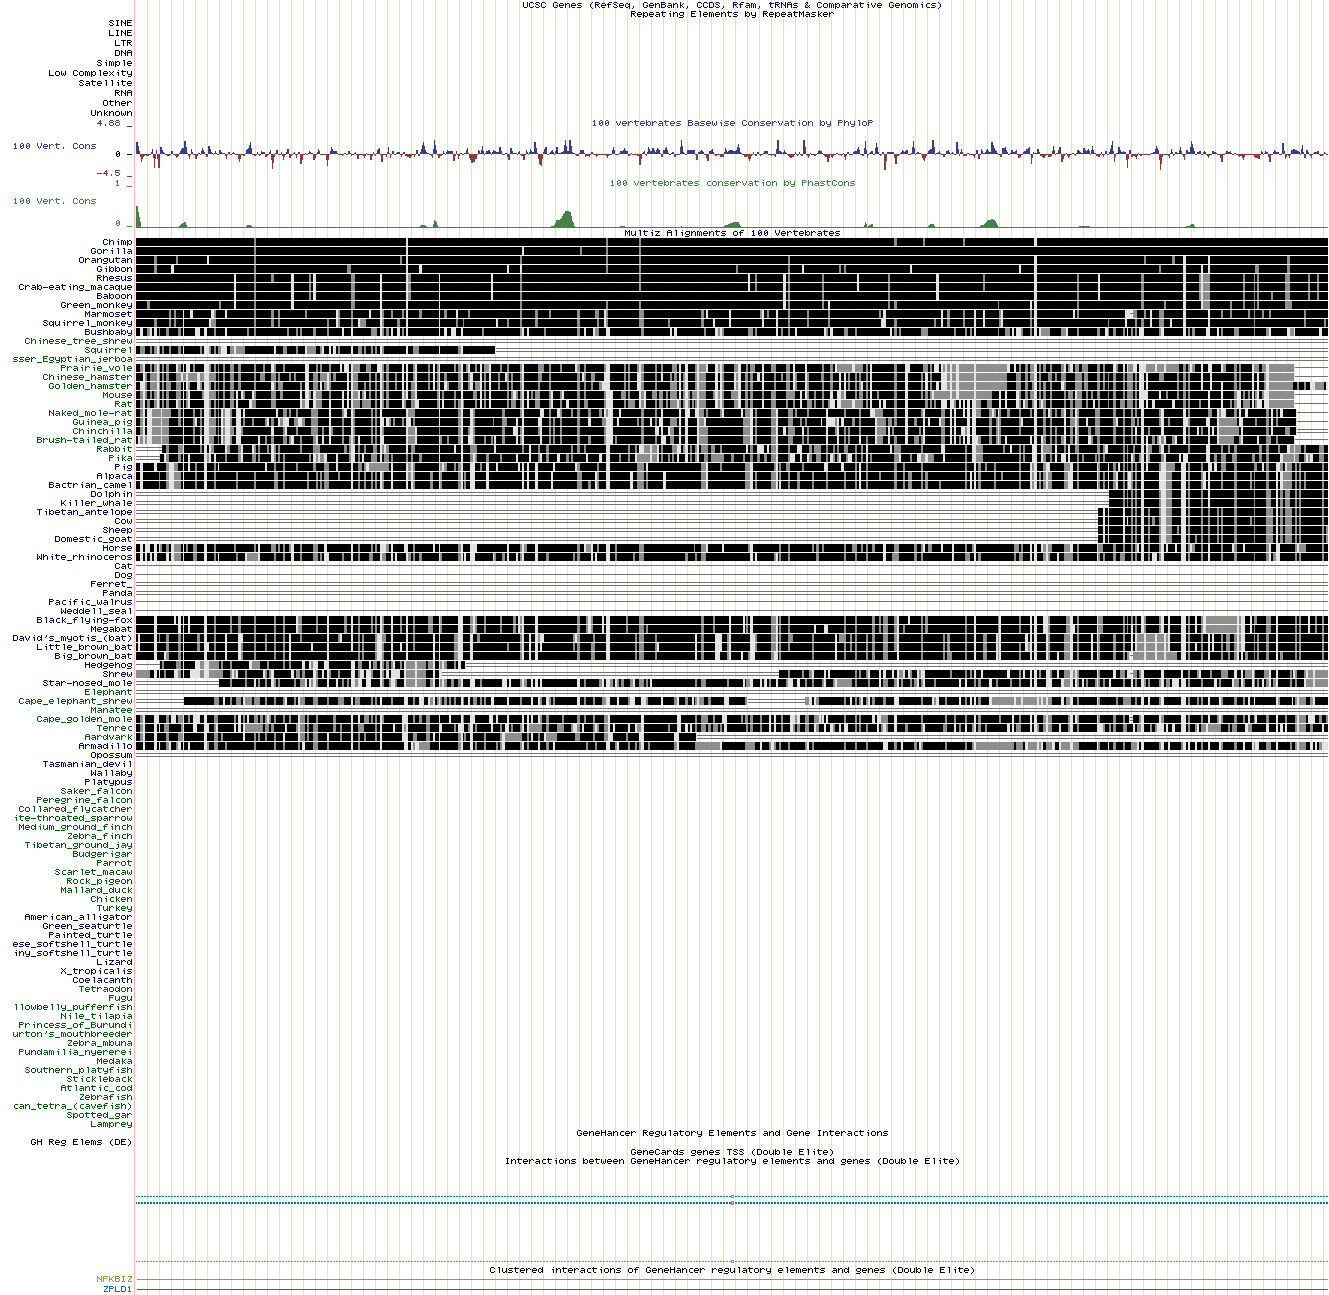 UCSC Genes (RefSeq, GenBank, CCDS, Rfam, tRNAs & Comparative Genomics)
Repeating Elements by RepeatMasker
SINE
LINE
LTR
DNA
Simple
Low Complexity
Satellite
RNA
Other
Unknown
4.88 _
100 vertebrates Basewise Conservation by PhyloP
100 Vert. Cons
0 -
-4.5 _
1 _
100 vertebrates conservation by PhastCons
100 Vert. Cons
0 _
Multiz Alignments of 100 Vertebrates
Chimp
Gorilla
Orangutan
Gibbon
Rhesus
Crab-eating_macaque
Baboon
Green_monkey
Marmoset
Squirrel_monkey
Bushbaby
Chinese_tree_shrew
Squirrel
sser_Egyptian_jerboa
Prairie_vole
Chinese_hamster
Golden_hamster
Mouse
Rat
Naked_mole-rat
Guinea_pig
Chinchilla
Brush-tailed_rat
Rabbit
Pika
Pig
Alpaca
Bactrian_camel
Dolphin
Killer_whale
Tibetan_antelope
Cow
Sheep
Domestic_goat
Horse
White_rhinoceros
Cat
Dog
Ferret_
Panda
Pacific_walrus
Weddell_seal
Black_flying-fox
Megabat
David's_myotis_(bat)
Little_brown_bat
Big_brown_bat
Hedgehog
Shrew
Star-nosed_mole
Elephant
Cape_elephant_shrew
Manatee
Cape_golden_mole
Tenrec
Aardvark
Armadillo
Opossum
Tasmanian_devil
Wallaby
Platypus
Saker_falcon
Peregrine_falcon
Collared_flycatcher
ite-throated_sparrow
Medium_ground_finch
Zebra_finch
Tibetan_ground_jay
Budgerigar
Parrot
Scarlet_macaw
Rock_pigeon
Mallard_duck
Chicken
Turkey
American_alligator
Green_seaturtle
Painted_turtle
ese_softshell_turtle
iny_softshell_turtle
Lizard
X_tropicalis
Coelacanth
Tetraodon
Fugu
llowbelly_pufferfish
Nile_tilapia
Princess_of_Burundi
urton's_mouthbreeder
Zebra_mbuna
Pundamilia_nyererei
Medaka
Southern_platyfish
Stickleback
Atlantic_cod
Zebrafish
can_tetra_(cavefish)
Spotted_gar
Lamprey
GeneHancer Regulatory Elements and Gene Interactions
GH Reg Elems (DE)
GeneCards genes TSS (Double Elite)
Interactions between GeneHancer regulatory elements and genes (Double Elite)
Clustered interactions of GeneHancer regulatory elements and genes (Double Elite)
NFKBIZ
ZPLD1